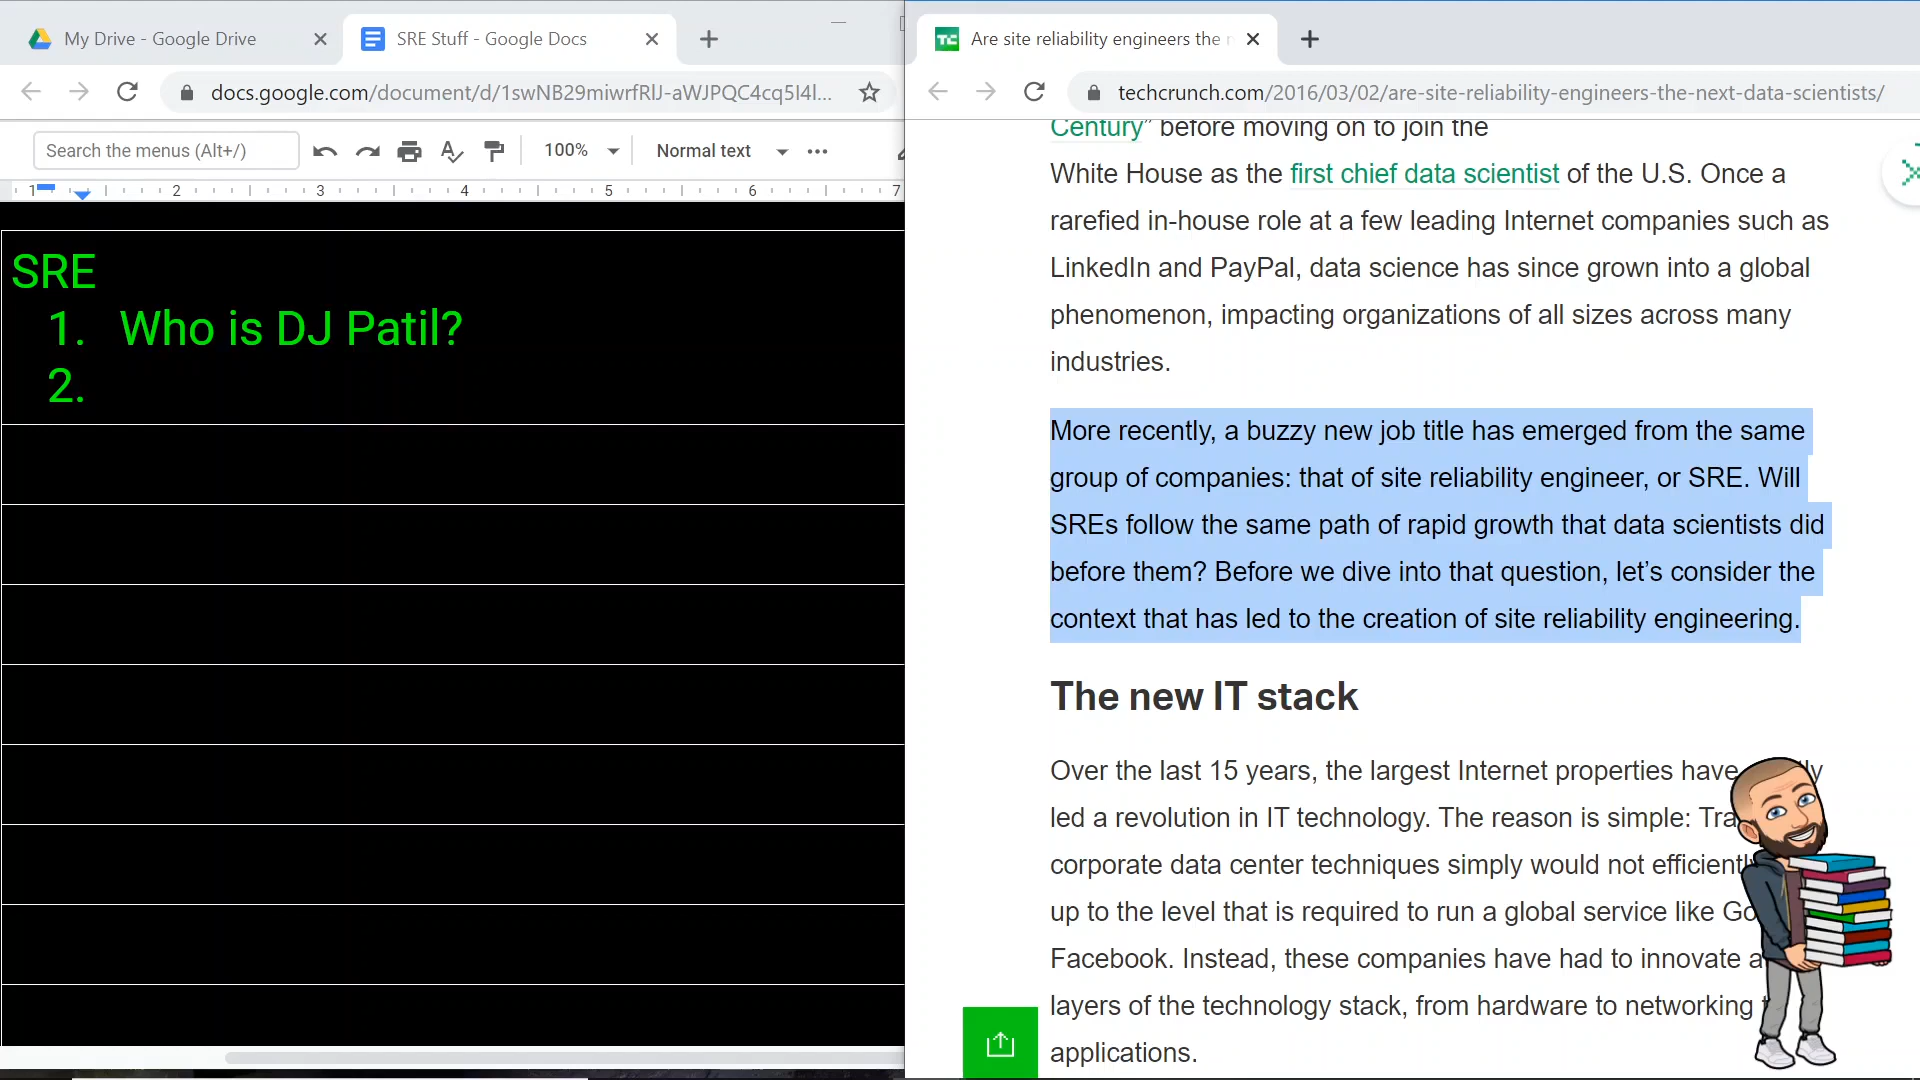 My Drive - Google Drive
SRE Stuff - Google Docs
docs.google.com/document/d/1swNB29miwrfRlJ-aWJPQC4cq5I4l...
Search the menus (Alt+/)
100%
Normal text
1 2 3 4 5 6 7
SRE
1. Who is DJ Patil?
2.
TC
Are site reliability engineers the
techcrunch.com/2016/03/02/are-site-reliability-engineers-the-next-data-scientists/
Century” before moving on to join the
White House as the first chief data scientist of the U.S. Once a
rarefied in-house role at a few leading Internet companies such as
LinkedIn and PayPal, data science has since grown into a global
phenomenon, impacting organizations of all sizes across many
industries.
More recently, a buzzy new job title has emerged from the same
group of companies: that of site reliability engineer, or SRE. Will
SREs follow the same path of rapid growth that data scientists did
before them? Before we dive into that question, let’s consider the
context that has led to the creation of site reliability engineering.
The new IT stack
Over the last 15 years, the largest Internet properties have
led a revolution in IT technology. The reason is simple:
corporate data center techniques simply would not
up to the level that is required to run a global service like
Facebook. Instead, these companies have had to innovate
layers of the technology stack, from hardware to networking
applications.